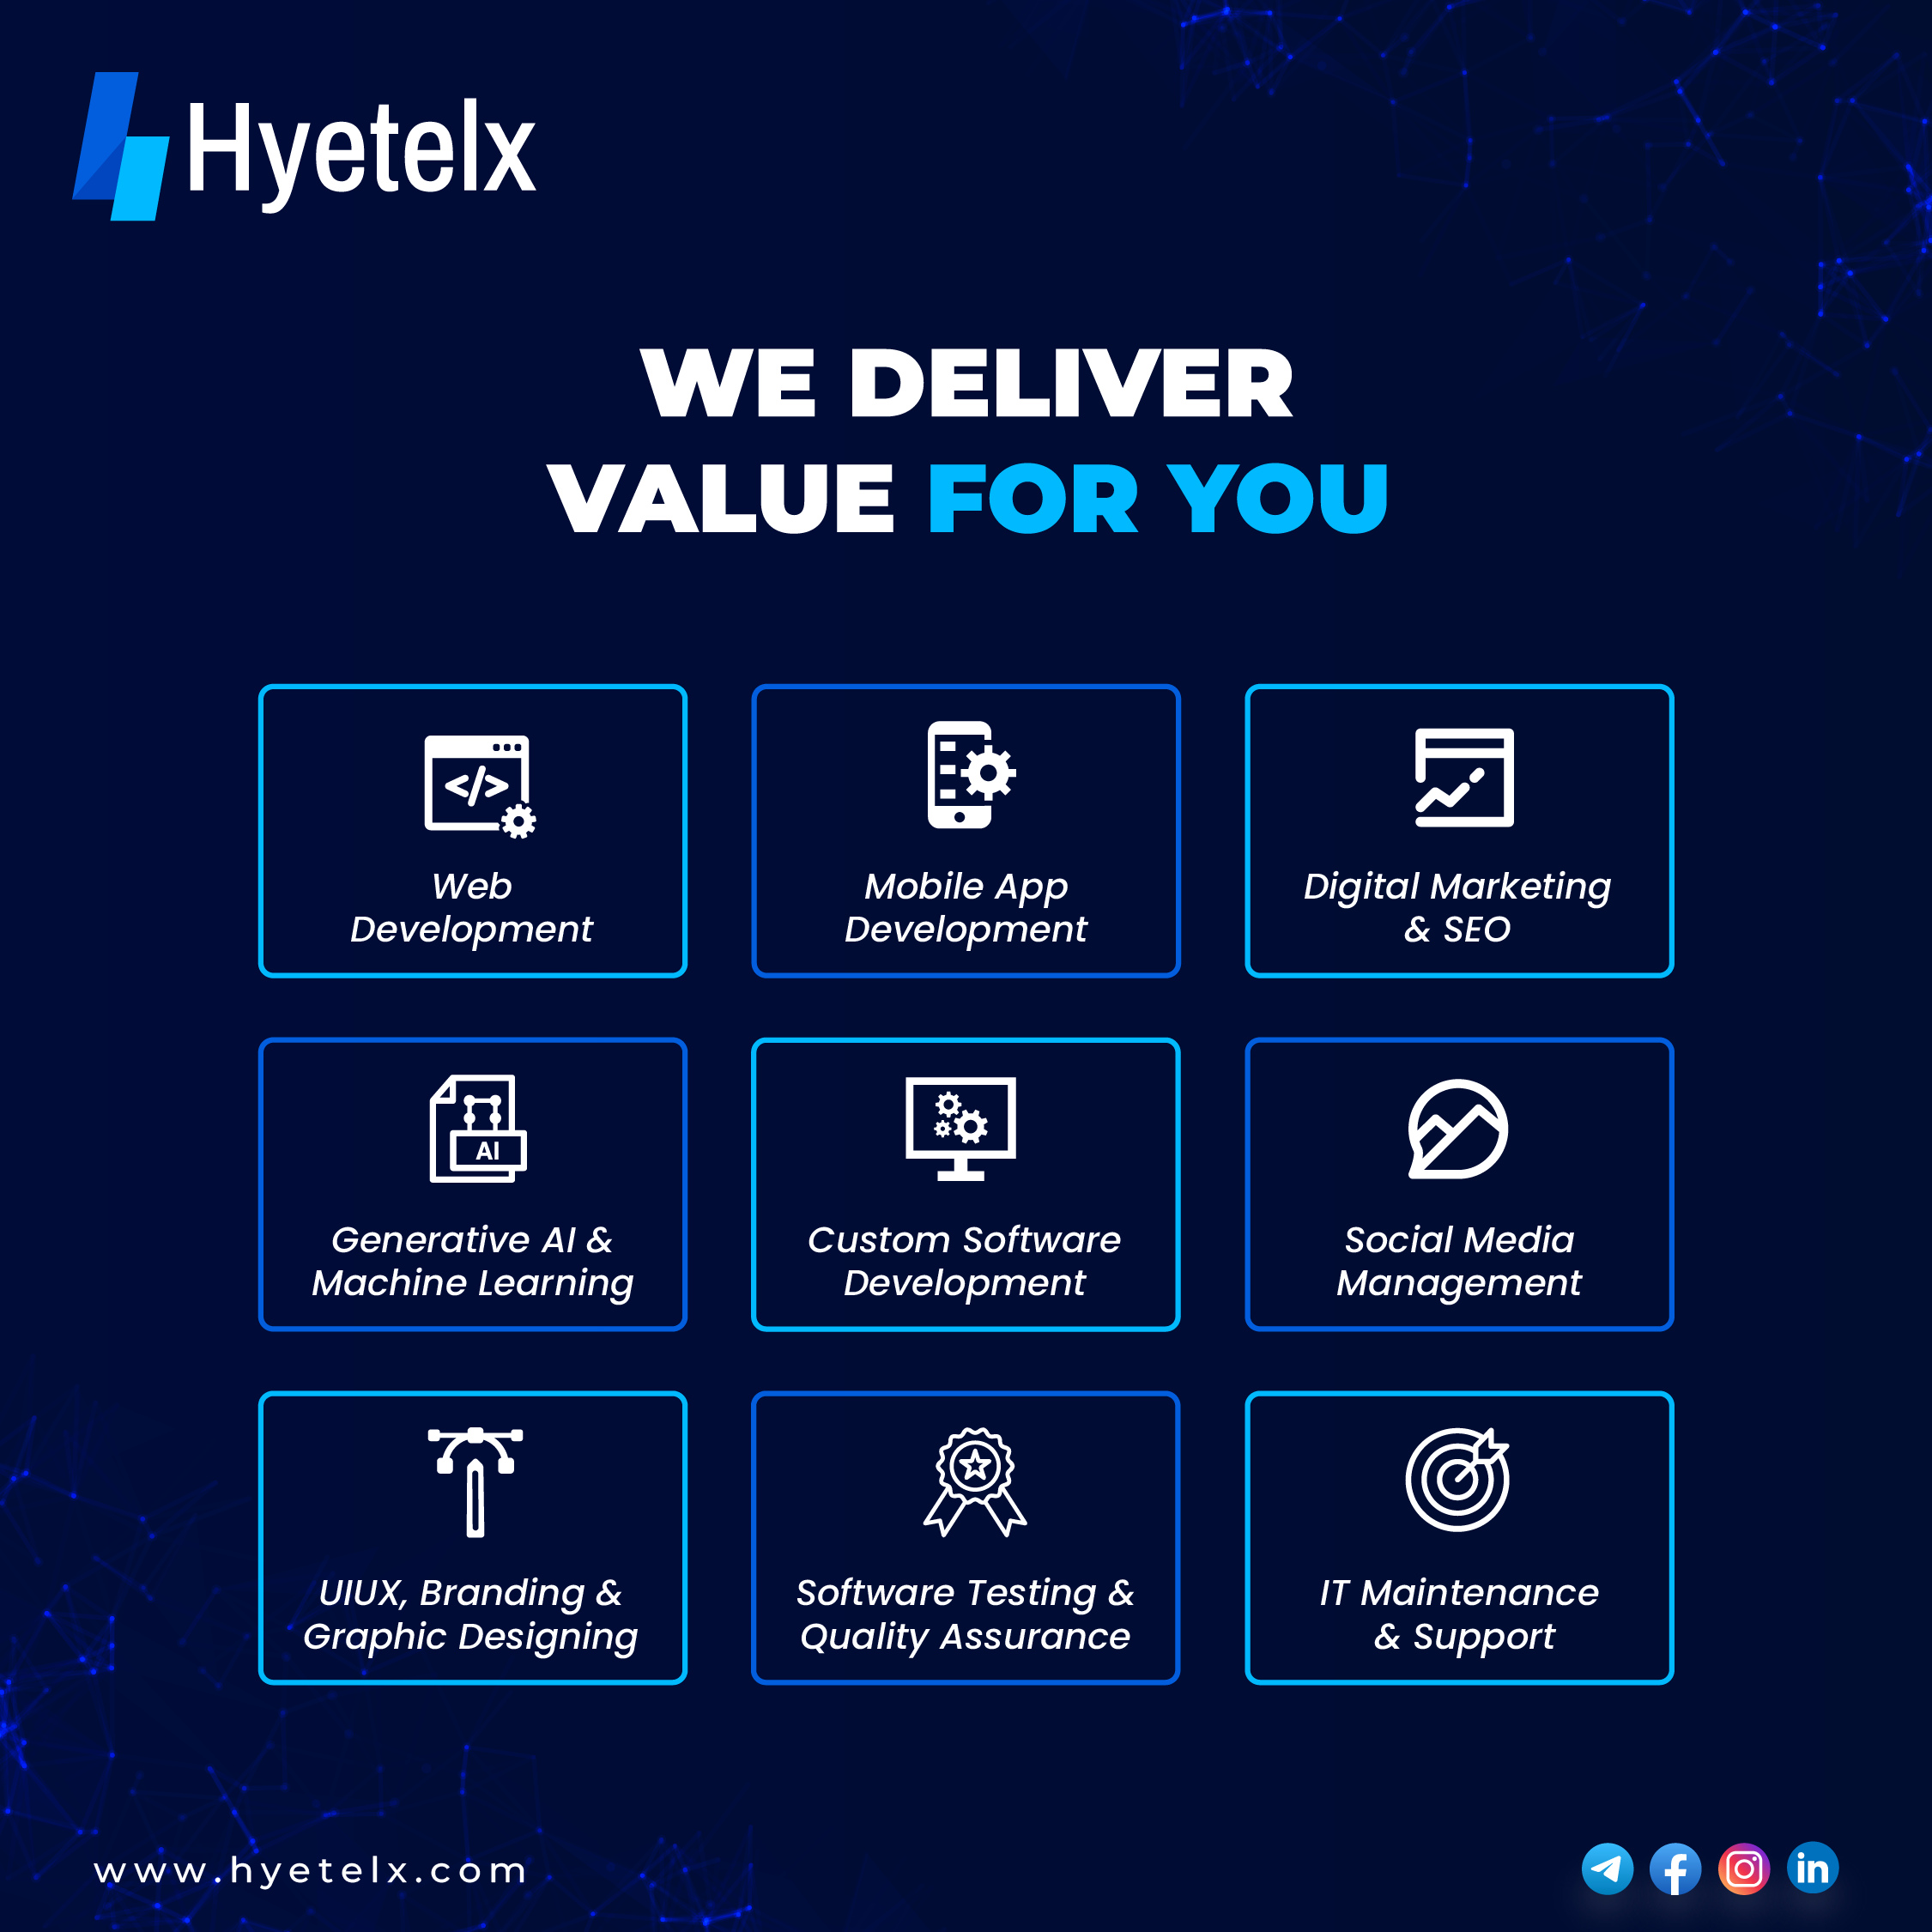 Hyetelx
WE DELIVER
VALUE FOR YOU
</>
Web
Development
Mobile App
Development
Digital Marketing
& SEO
AI
Generative AI &
Machine Learning
Custom Software
Development
Social Media
Management
UIUX, Branding &
Graphic Designing
Software Testing &
Quality Assurance
IT Maintenance
& Support
www.hyetelx.com
f
in